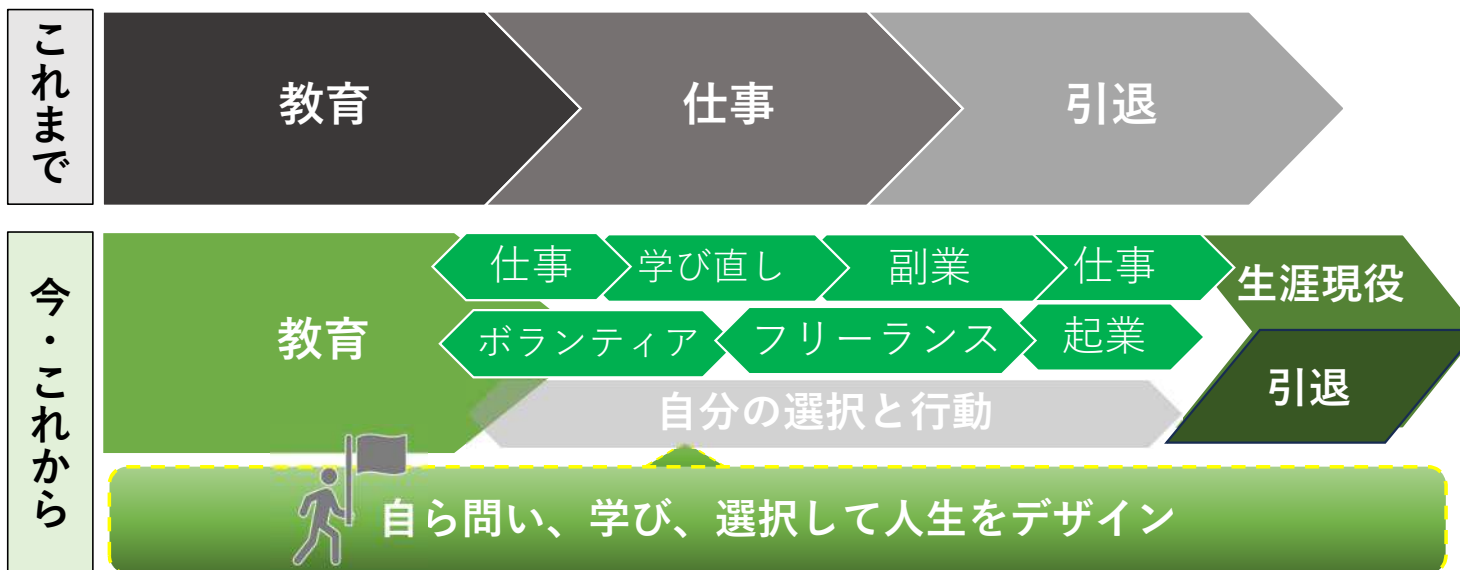 これまで
教育
仕事
引退
今・これから
教育
仕事
学び直し
副業
仕事
ボランティア
フリーランス
起業
自分の選択と行動
生涯現役
引退
自ら問い、学び、選択して人生をデザイン